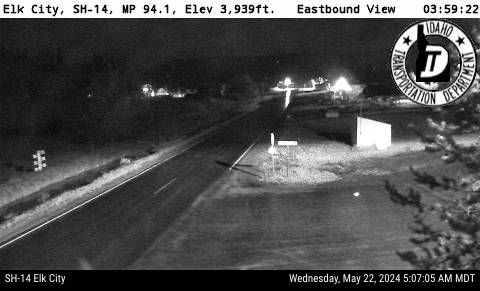 Elk City, SH-14, MP 94.1, Elev 3,939ft. Eastbound View 03:59:22
IDAHO
TRANSPORTATION DEPARTMENT
SH-14 Elk City Wednesday, May 22, 2024 5:07:05 AM MDT